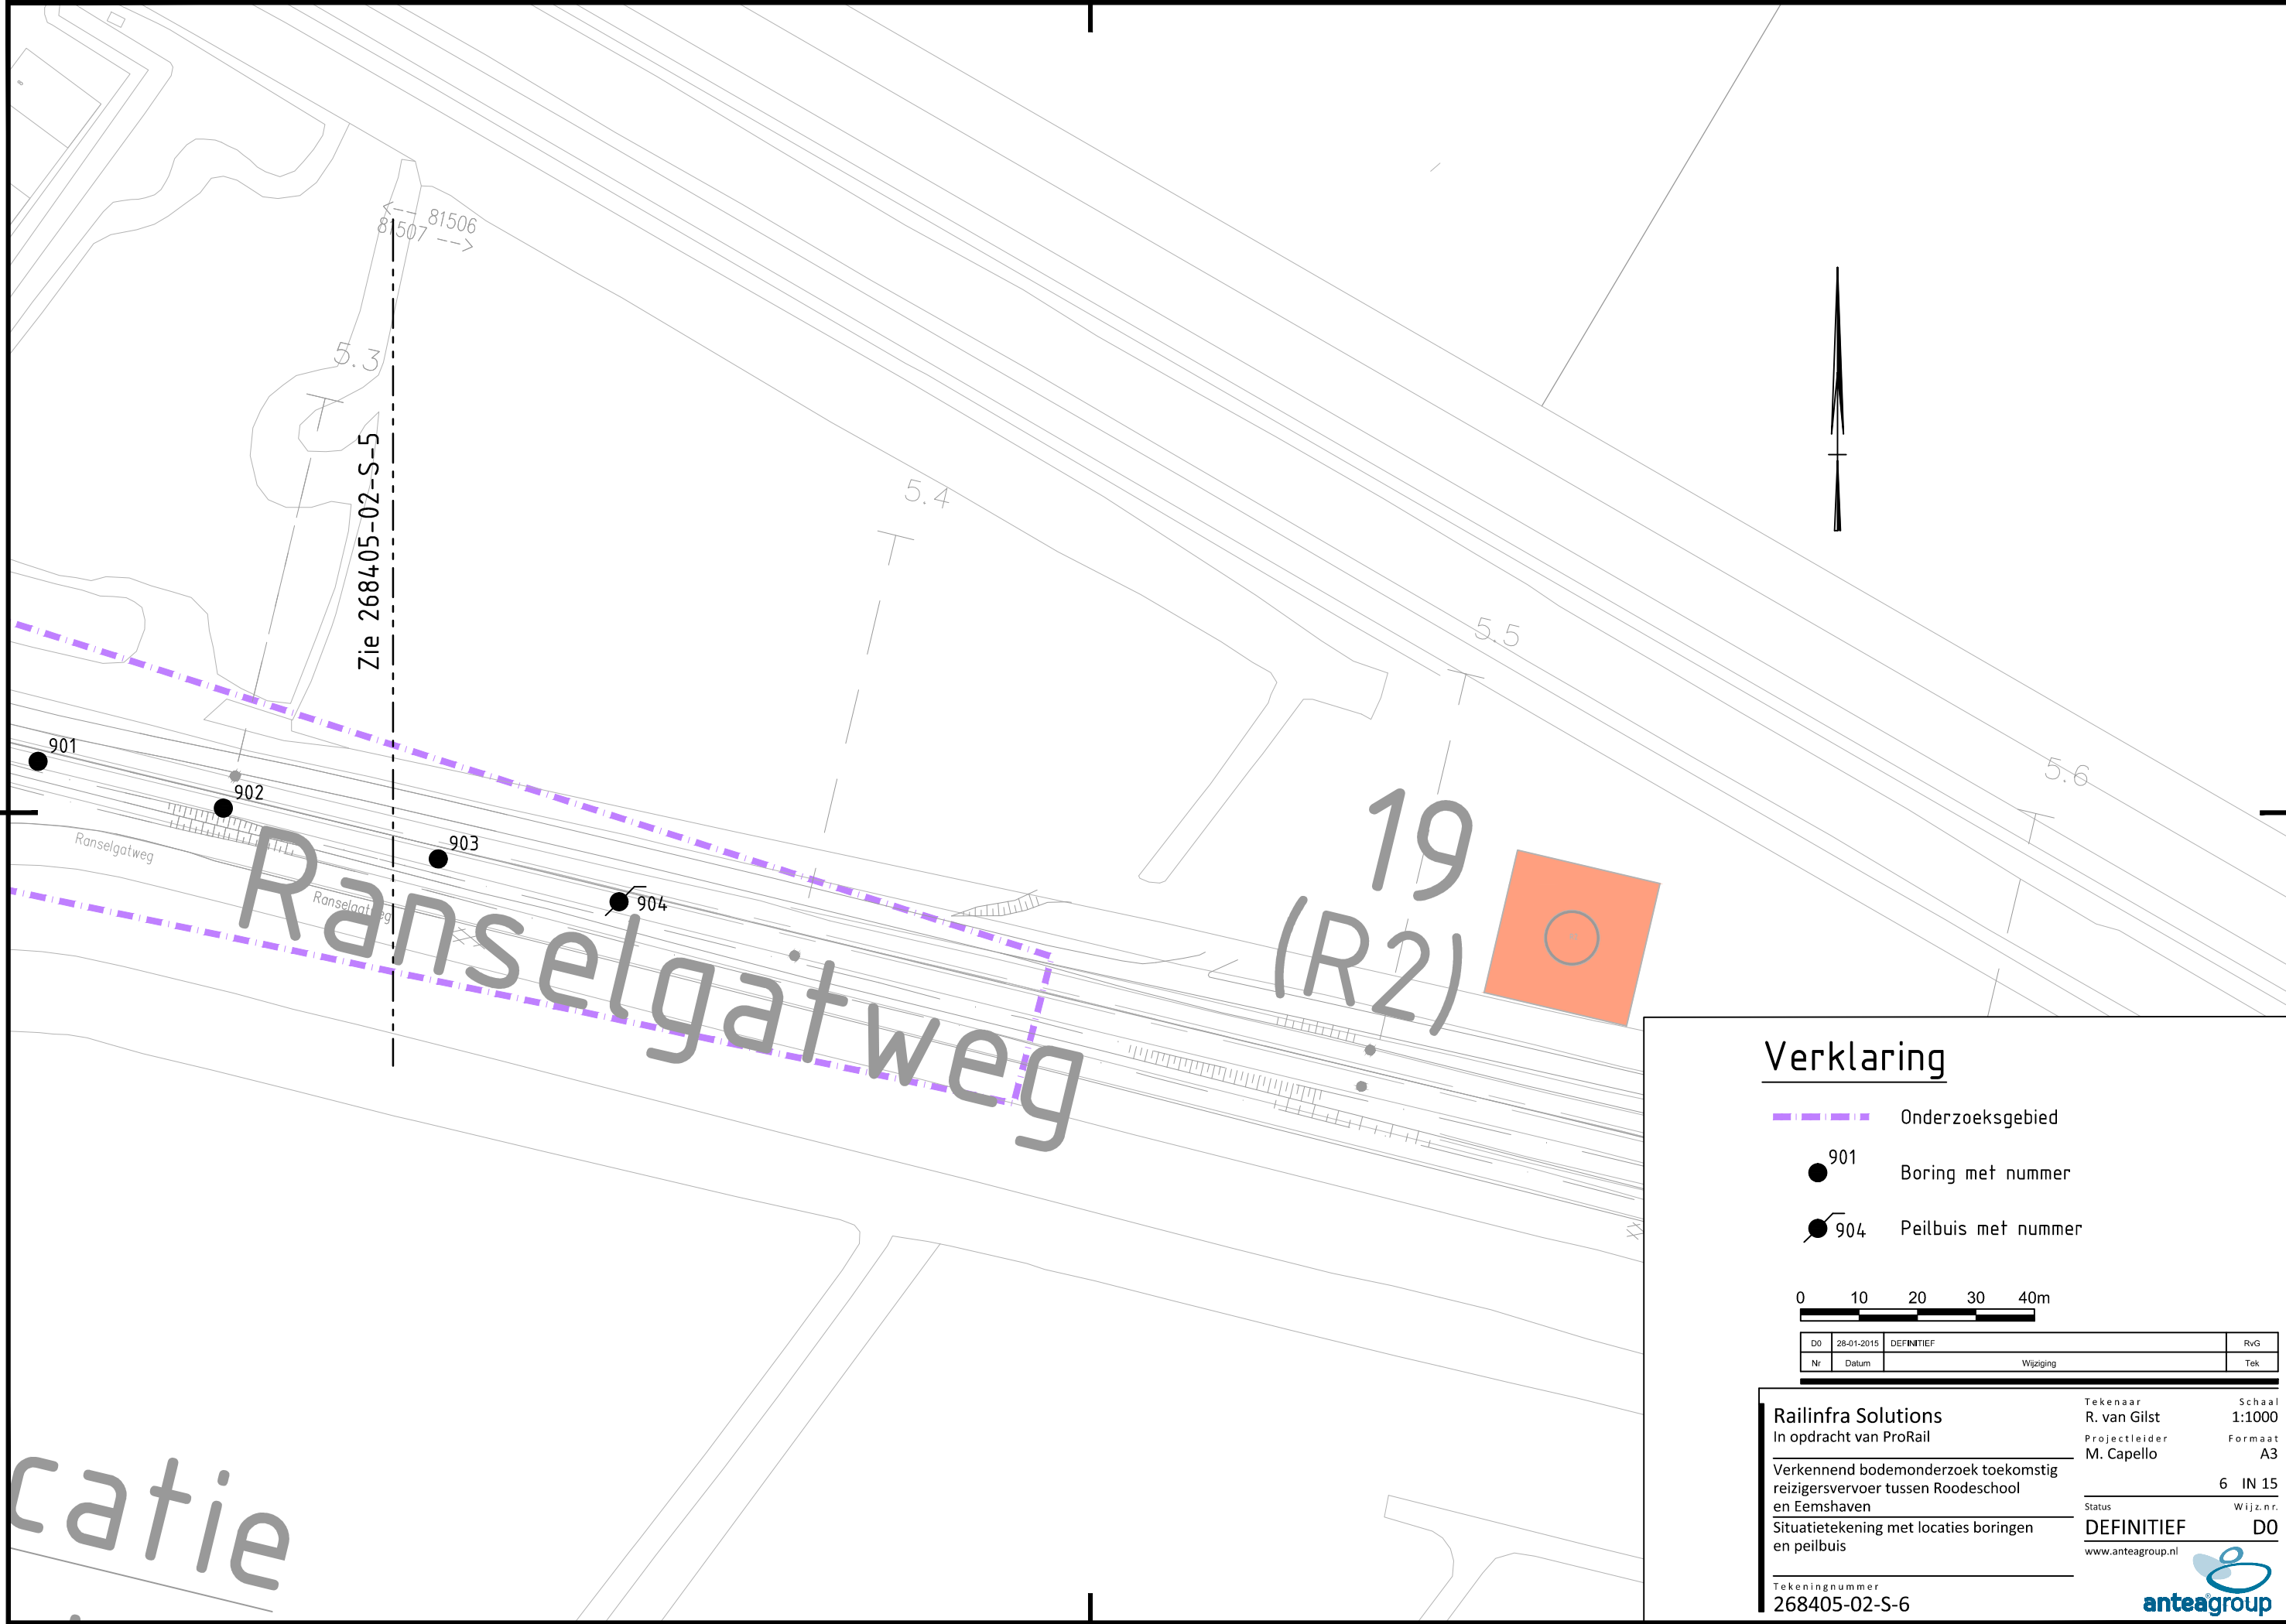 <-- 81506
81507 -->
5.3
Zie 268405-02-S-5
5.4
5.5
5.6
901
902
903
904
Ranselgatweg
Ranselgatweg
Ranselgatweg
19
(R2)
catie
Verklaring
Onderzoeksgebied
901
Boring met nummer
904
Peilbuis met nummer
0 10 20 30 40m
D0 28-01-2015 DEFINITIEF RvG
Nr Datum Wijziging Tek
Railinfra Solutions
In opdracht van ProRail
Verkennend bodemonderzoek toekomstig
reizigersvervoer tussen Roodeschool
en Eemshaven
Situatietekening met locaties boringen
en peilbuis
Tekeningnummer
268405-02-S-6
Tekenaar Schaal
R. van Gilst 1:1000
Projectleider Formaat
M. Capello A3
6 IN 15
Status Wijz.nr.
DEFINITIEF D0
www.anteagroup.nl
anteagroup